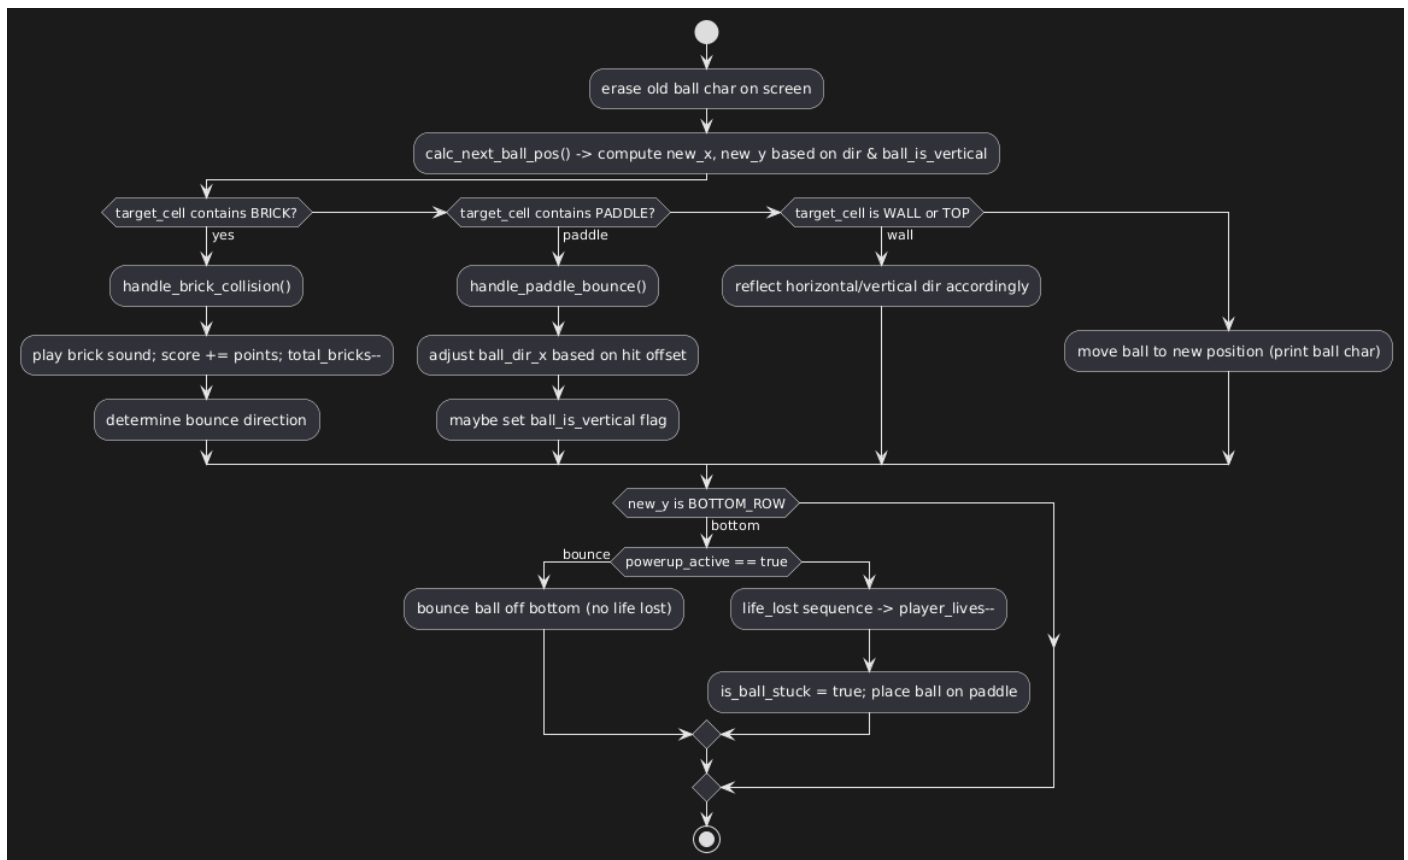 erase old ball char on screen
calc_next_ball_pos() -> compute new_x, new_y based on dir & ball_is_vertical
target_cell contains BRICK?
yes
handle_brick_collision()
play brick sound; score += points; total_bricks--
determine bounce direction
target_cell contains PADDLE?
paddle
handle_paddle_bounce()
adjust ball_dir_x based on hit offset
maybe set ball_is_vertical flag
target_cell is WALL or TOP
wall
reflect horizontal/vertical dir accordingly
move ball to new position (print ball char)
new_y is BOTTOM_ROW
bottom
powerup_active == true
bounce
bounce ball off bottom (no life lost)
life_lost sequence -> player_lives--
is_ball_stuck = true; place ball on paddle